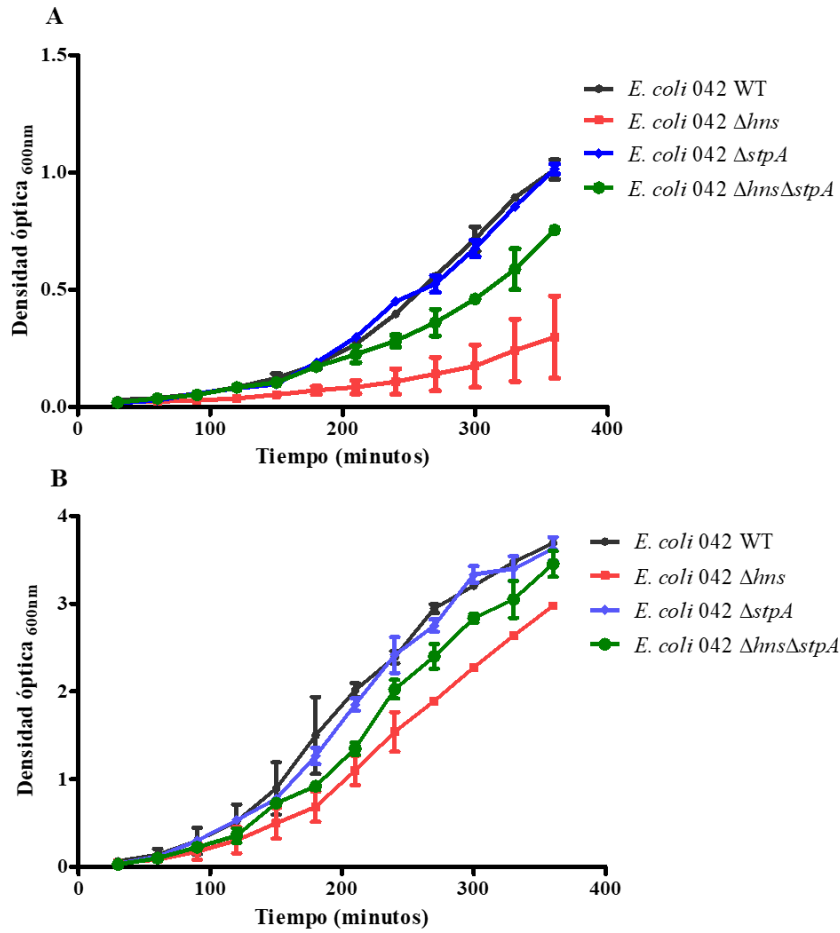 A
1.5
1.0
0.5
0.0
0 100 200 300 400
Densidad óptica 600nm
Tiempo (minutos)
E. coli 042 WT
E. coli 042 Δhns
E. coli 042 ΔstpA
E. coli 042 ΔhnsΔstpA
B
4
3
2
1
0
0 100 200 300 400
Densidad óptica 600nm
Tiempo (minutos)
E. coli 042 WT
E. coli 042 Δhns
E. coli 042 ΔstpA
E. coli 042 ΔhnsΔstpA